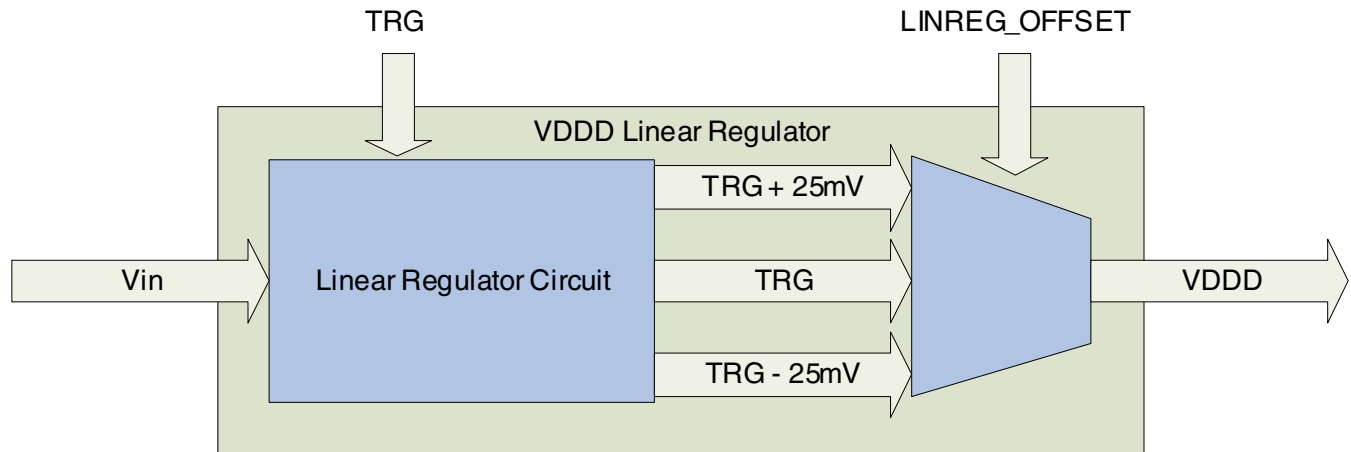 TRG
LINREG_OFFSET
VDDD Linear Regulator
TRG + 25mV
Vin
Linear Regulator Circuit
TRG
VDDD
TRG - 25mV